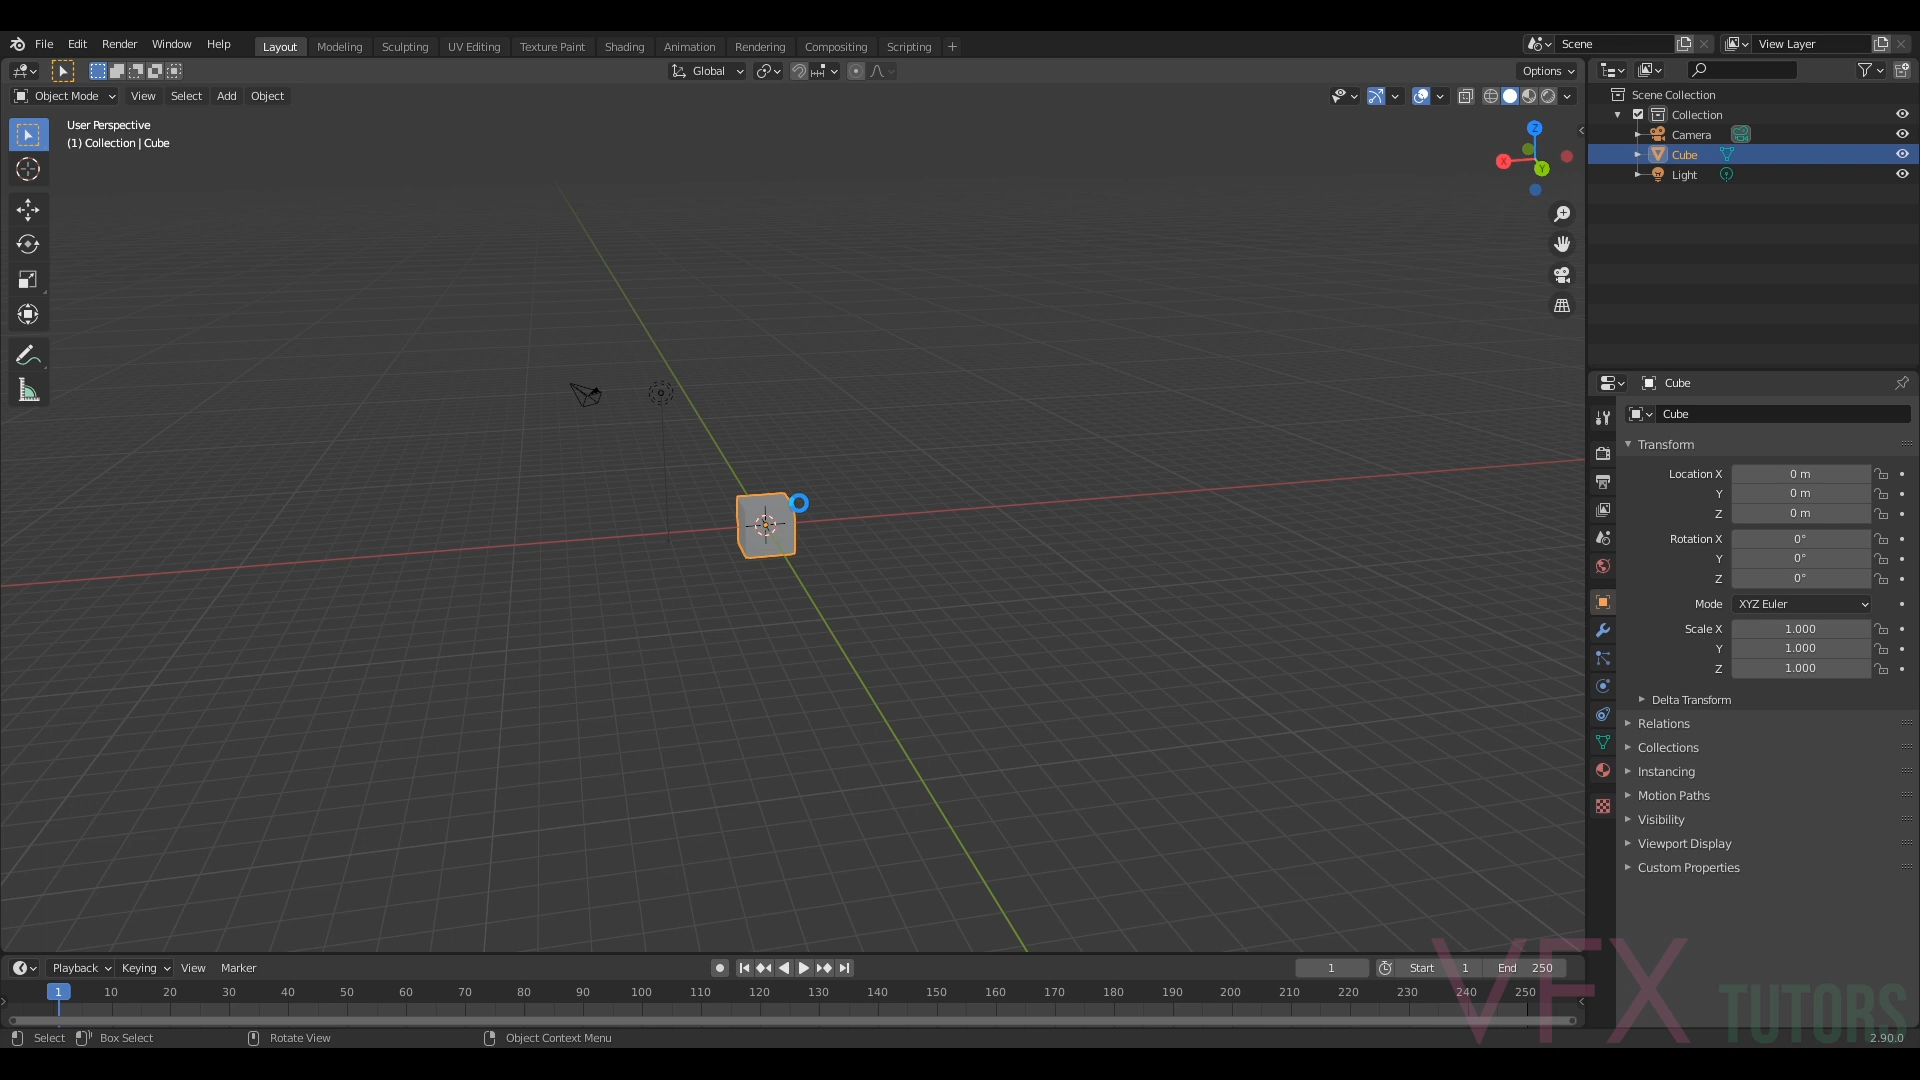 File Edit Render Window Help Layout Modeling Sculpting UV Editing Texture Paint Shading Animation Rendering Compositing Scripting + Scene View Layer
Global Options
Object Mode View Select Add Object
User Perspective
(1) Collection | Cube
Z
X
Y
Scene Collection
Collection
Camera
Cube
Light
Cube
Cube
Transform
Location X 0 m
Y 0 m
Z 0 m
Rotation X 0°
Y 0°
Z 0°
Mode XYZ Euler
Scale X 1.000
Y 1.000
Z 1.000
Delta Transform
Relations
Collections
Instancing
Motion Paths
Visibility
Viewport Display
Custom Properties
Playback Keying View Marker 1 Start 1 End 250
1 10 20 30 40 50 60 70 80 90 100 110 120 130 140 150 160 170 180 190 200 210 220 230 240 250
VFX TUTORS
Select Box Select Rotate View Object Context Menu 2.90.0